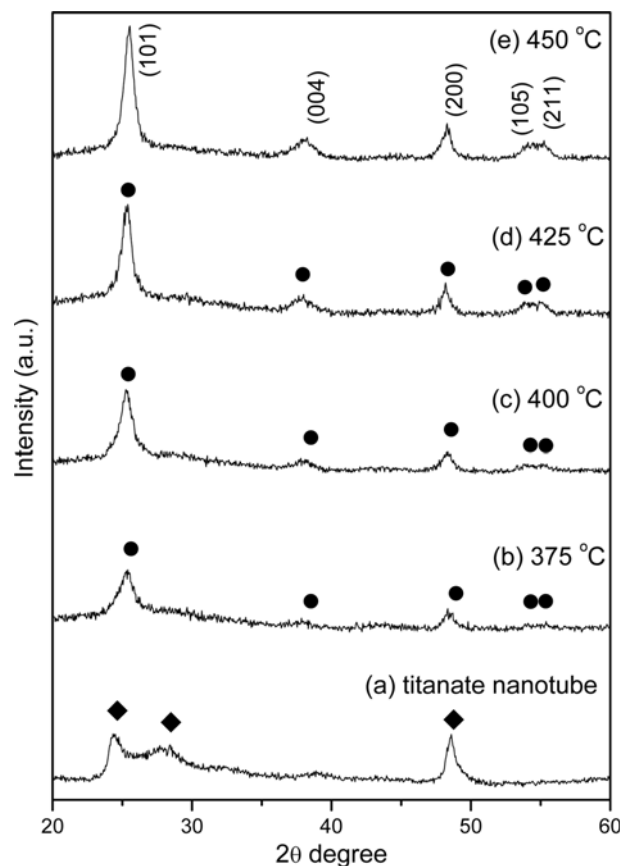 (e) 450 °C
(101)
(004)
(200)
(105)
(211)
(d) 425 °C
(c) 400 °C
(b) 375 °C
(a) titanate nanotube
Intensity (a.u.)
20 30 40 50 60
2θ degree